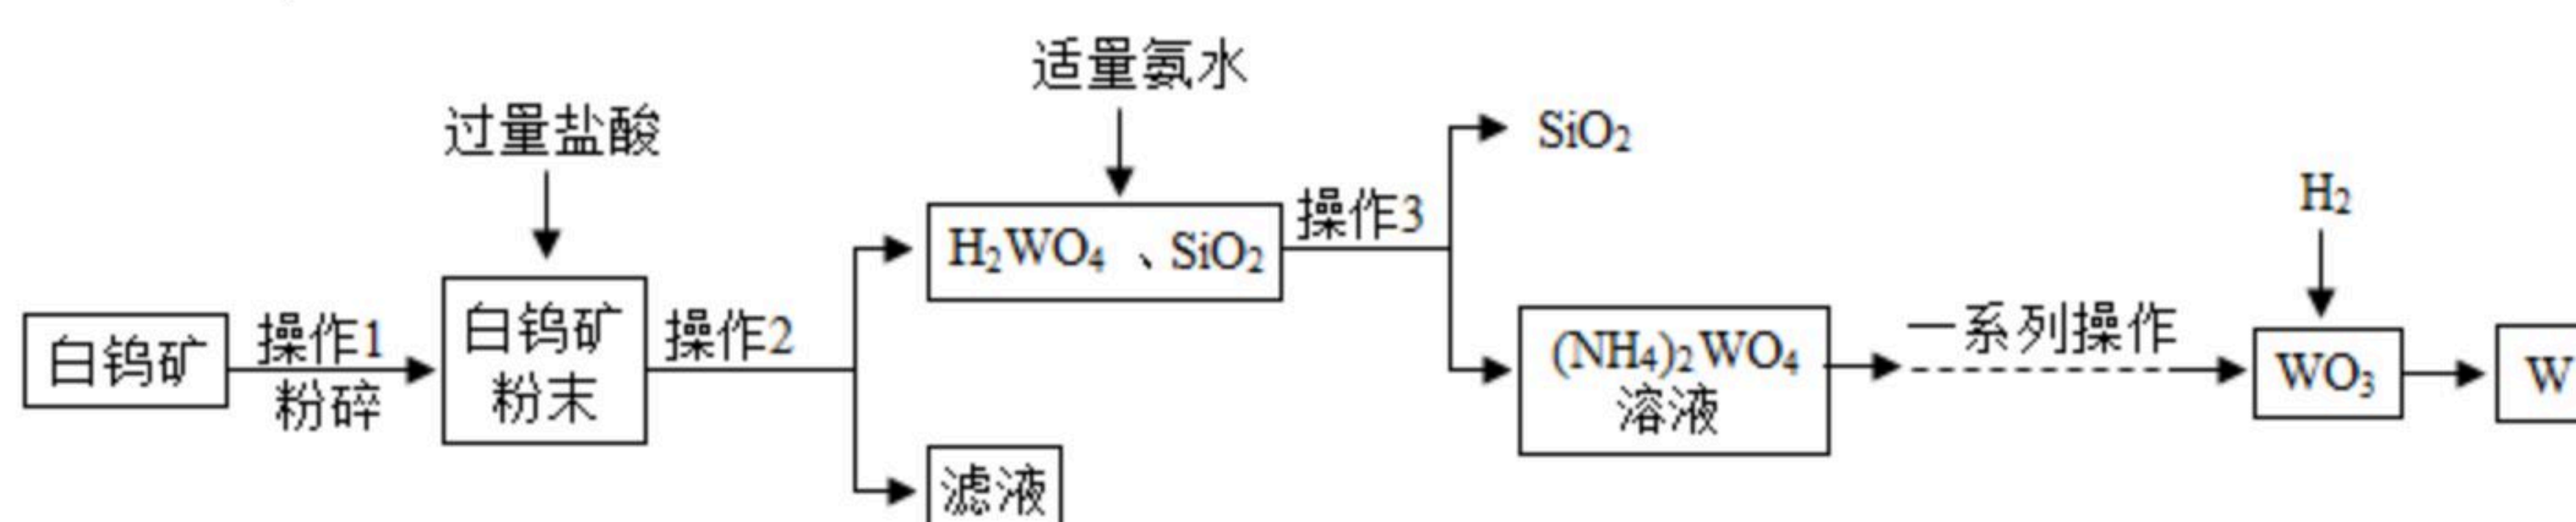 适量氨水
过量盐酸
SiO₂
H₂
操作3
H₂WO₄ 、SiO₂
白钨矿
操作1
粉碎
白钨矿
粉末
操作2
(NH₄)₂WO₄
溶液
一系列操作
WO₃
W
滤液